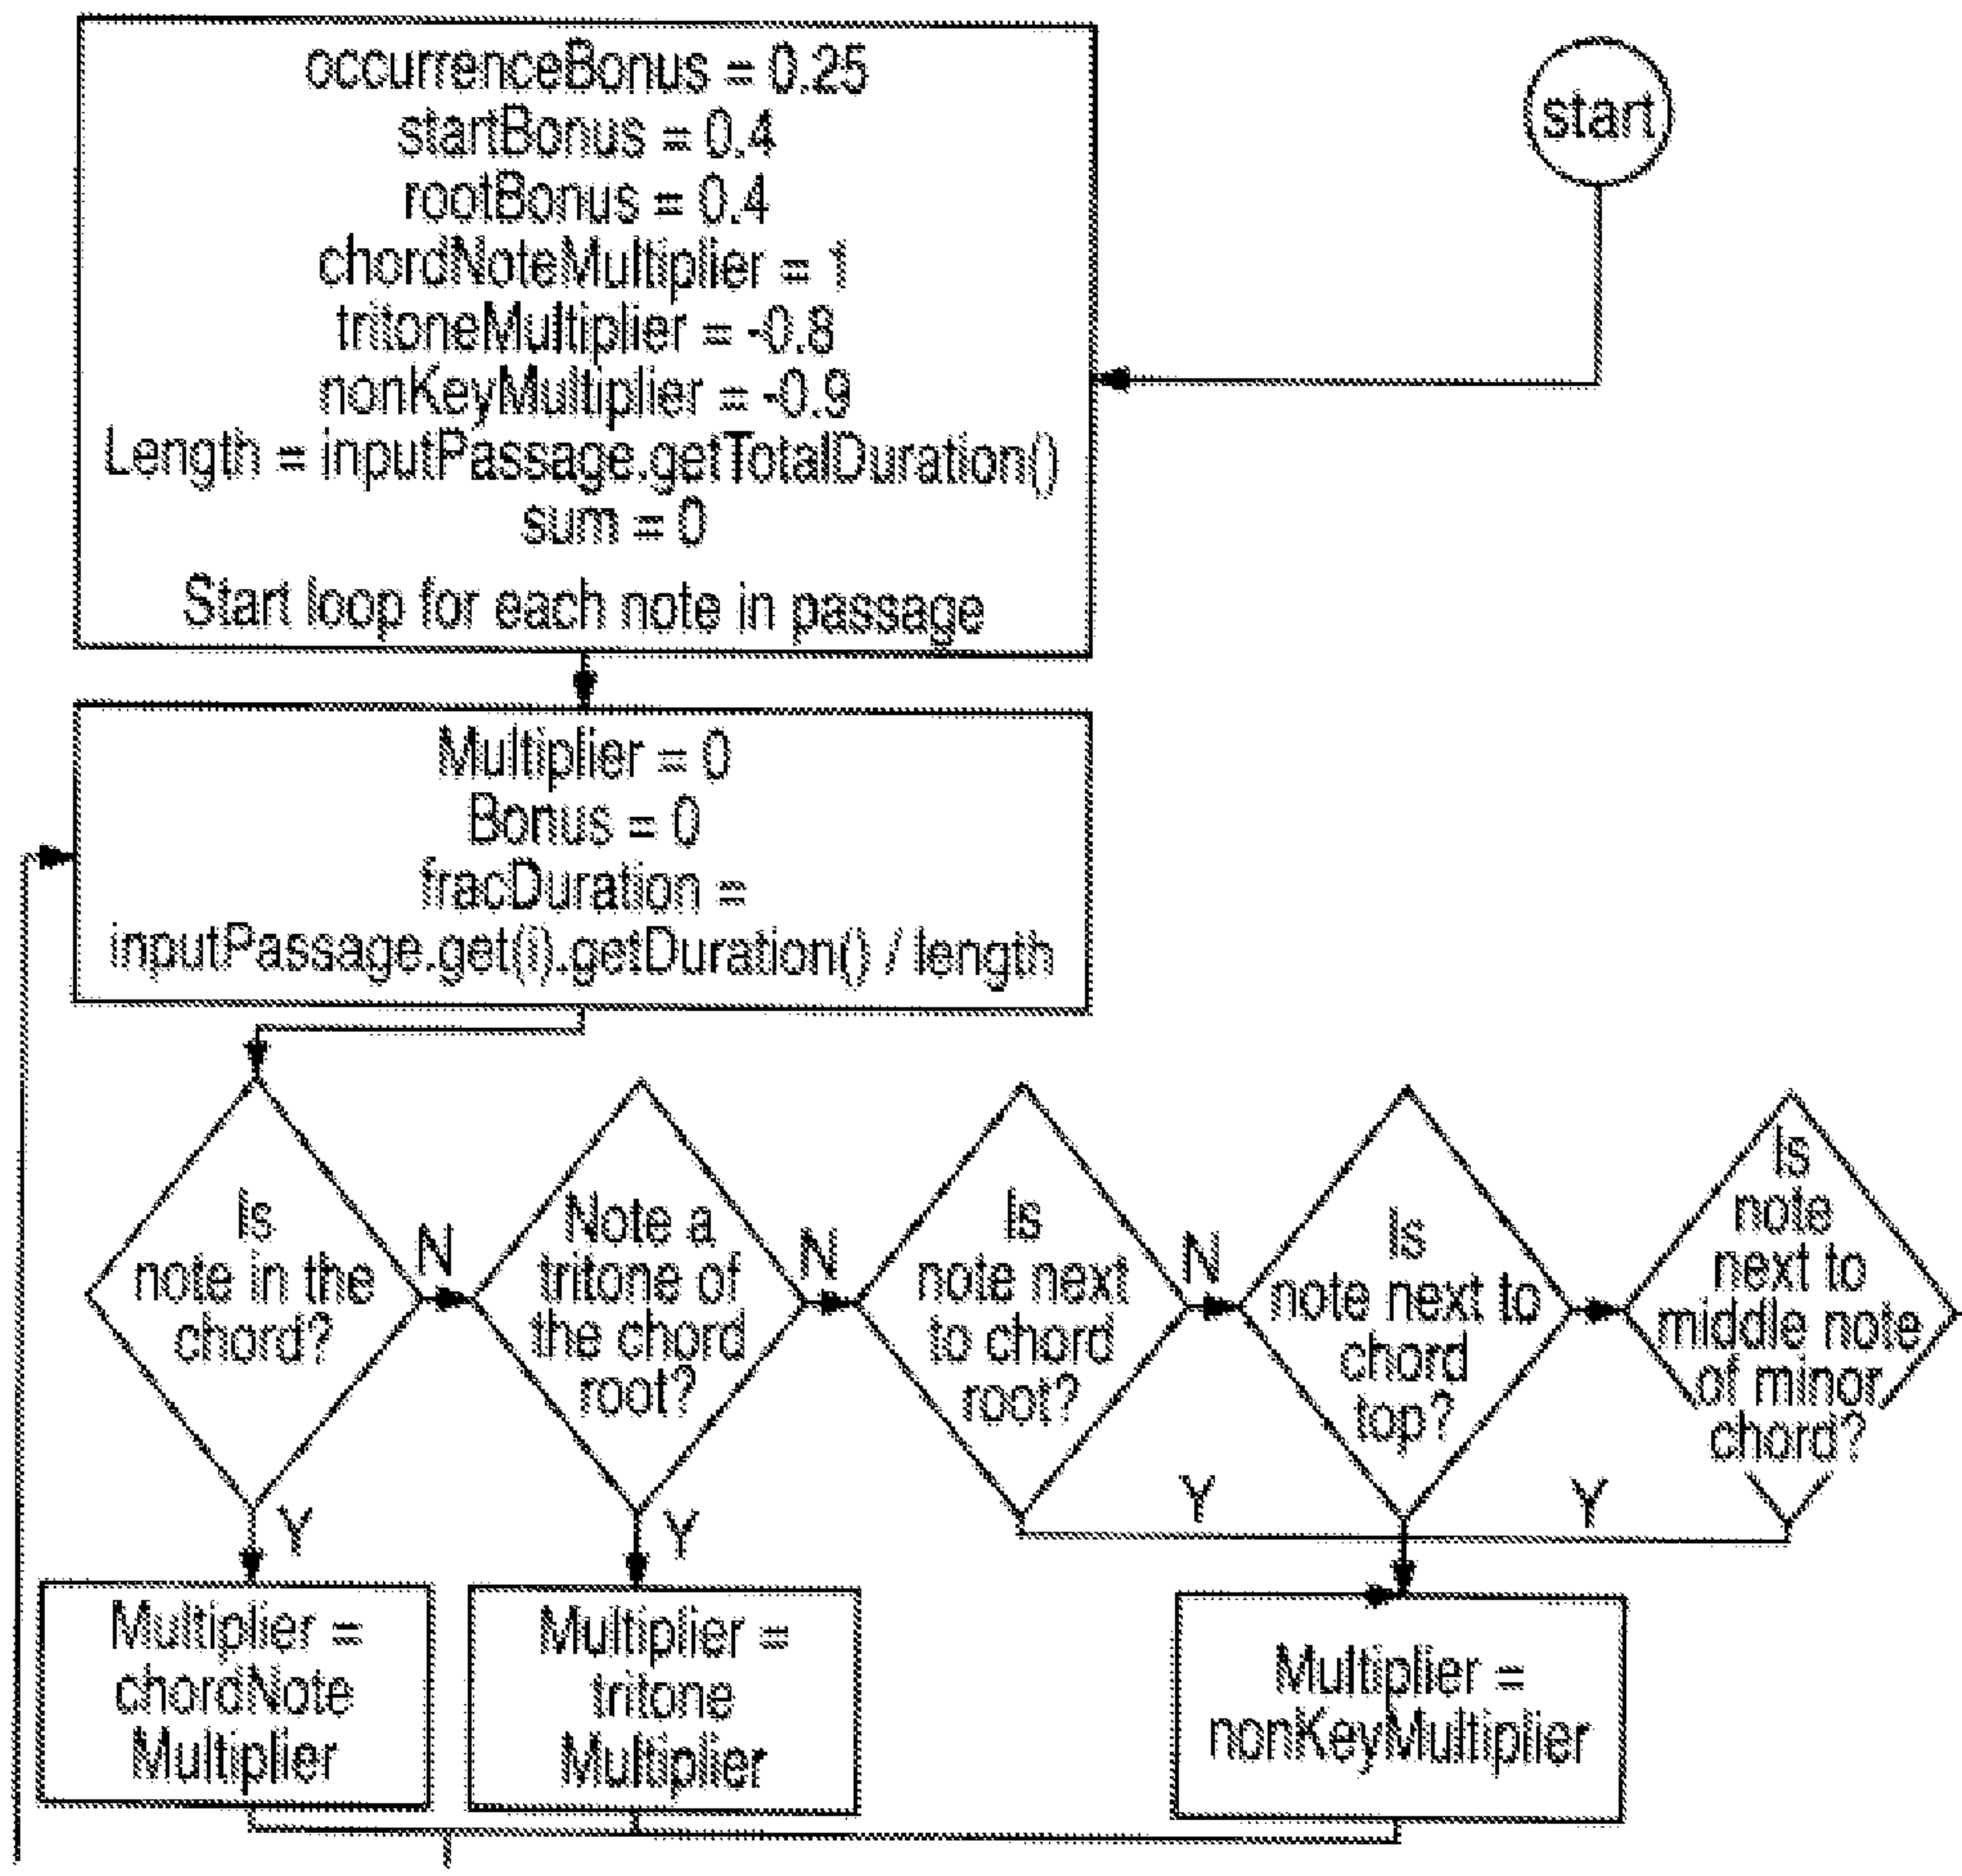 occurrenceBonus = 0.25
startBonus = 0.4
rootBonus = 0.4
chordNoteMultiplier = 1
tritoneMultiplier = -0.8
nonKeyMultiplier = -0.9
Length = inputPassage.getTotalDuration()
sum = 0
Start loop for each note in passage
start
Multiplier = 0
Bonus = 0
fracDuration =
inputPassage.get(i).getDuration() / length
Is
note in the
chord?
N
Note a
tritone of
the chord
root?
N
Is
note next
to chord
root?
N
Is
note next to
chord
top?
Is
note
next to
middle note
of minor
chord?
Y
Y
Y
Y
Multiplier =
chordNote
Multiplier
Multiplier =
tritone
Multiplier
Multiplier =
nonKeyMultiplier